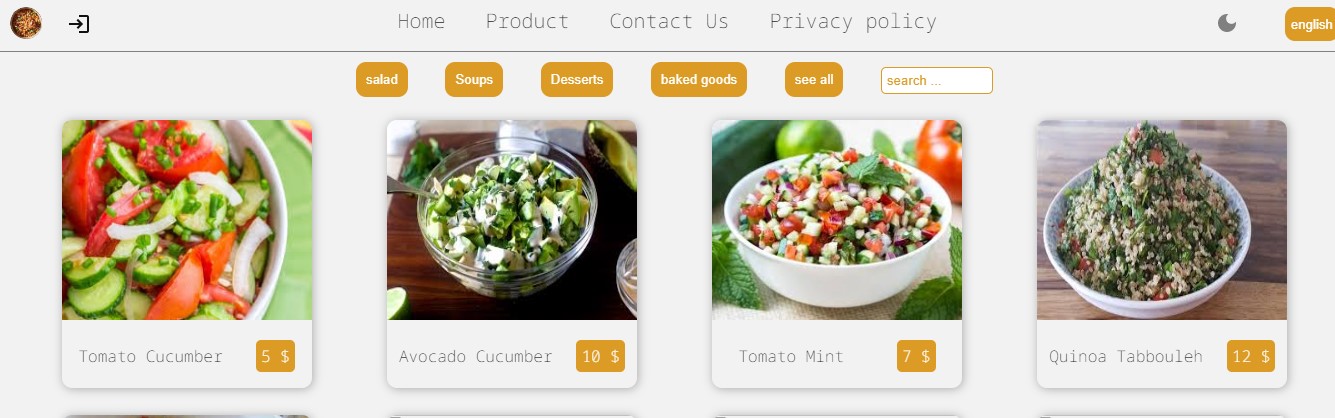 Home Product Contact Us Privacy policy english
salad Soups Desserts baked goods see all search ...
Tomato Cucumber 5 $ Avocado Cucumber 10 $ Tomato Mint 7 $ Quinoa Tabbouleh 12 $